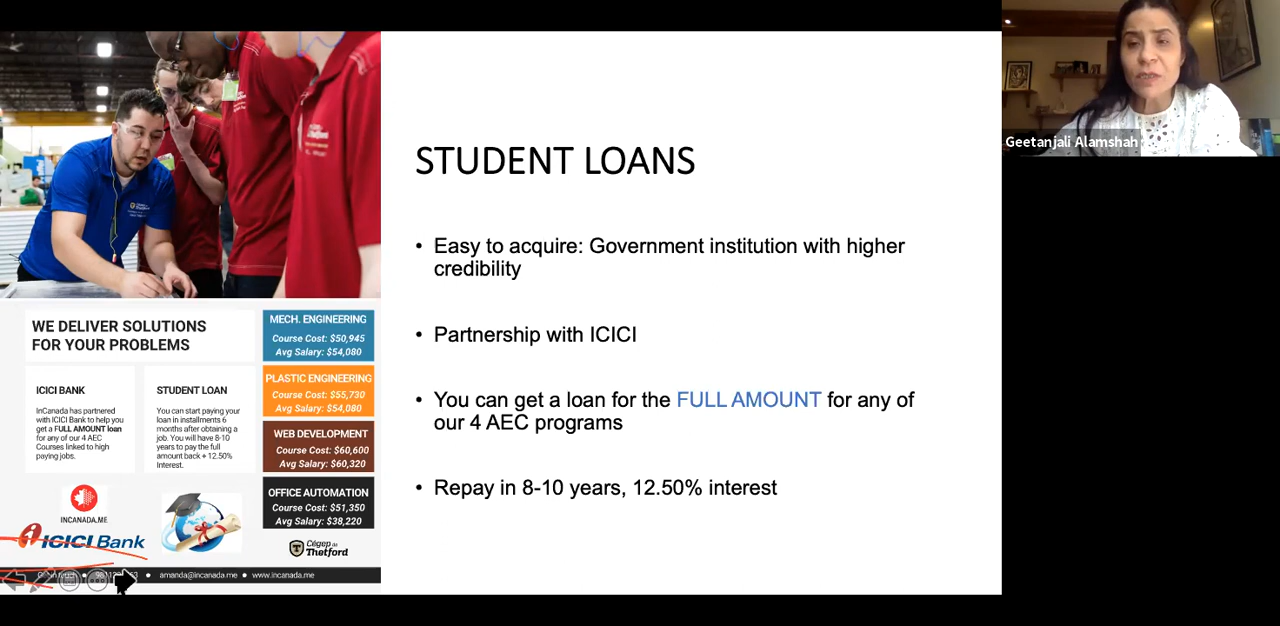 STUDENT LOANS
• Easy to acquire: Government institution with higher
credibility
• Partnership with ICICI
• You can get a loan for the FULL AMOUNT for any of
our 4 AEC programs
• Repay in 8-10 years, 12.50% interest
WE DELIVER SOLUTIONS
FOR YOUR PROBLEMS
ICICI BANK
InCanada has partnered
with ICICI Bank to help you
get a FULL AMOUNT loan
for any of our 4 AEC
Courses linked to high
paying jobs.
STUDENT LOAN
You can start paying your
loan in installments 6
months after obtaining a
job. You will have 8-10
years to pay the full
amount back + 12.50%
Interest.
MECH. ENGINEERING
Course Cost: $50,945
Avg Salary: $54,080
PLASTIC ENGINEERING
Course Cost: $55,730
Avg Salary: $54,080
WEB DEVELOPMENT
Course Cost: $60,600
Avg Salary: $60,320
OFFICE AUTOMATION
Course Cost: $51,350
Avg Salary: $38,220
INCANADA.ME
ICICI Bank
Cégep de
Thetford
• amanda@incanada.me • www.incanada.me
Geetanjali Alamshah